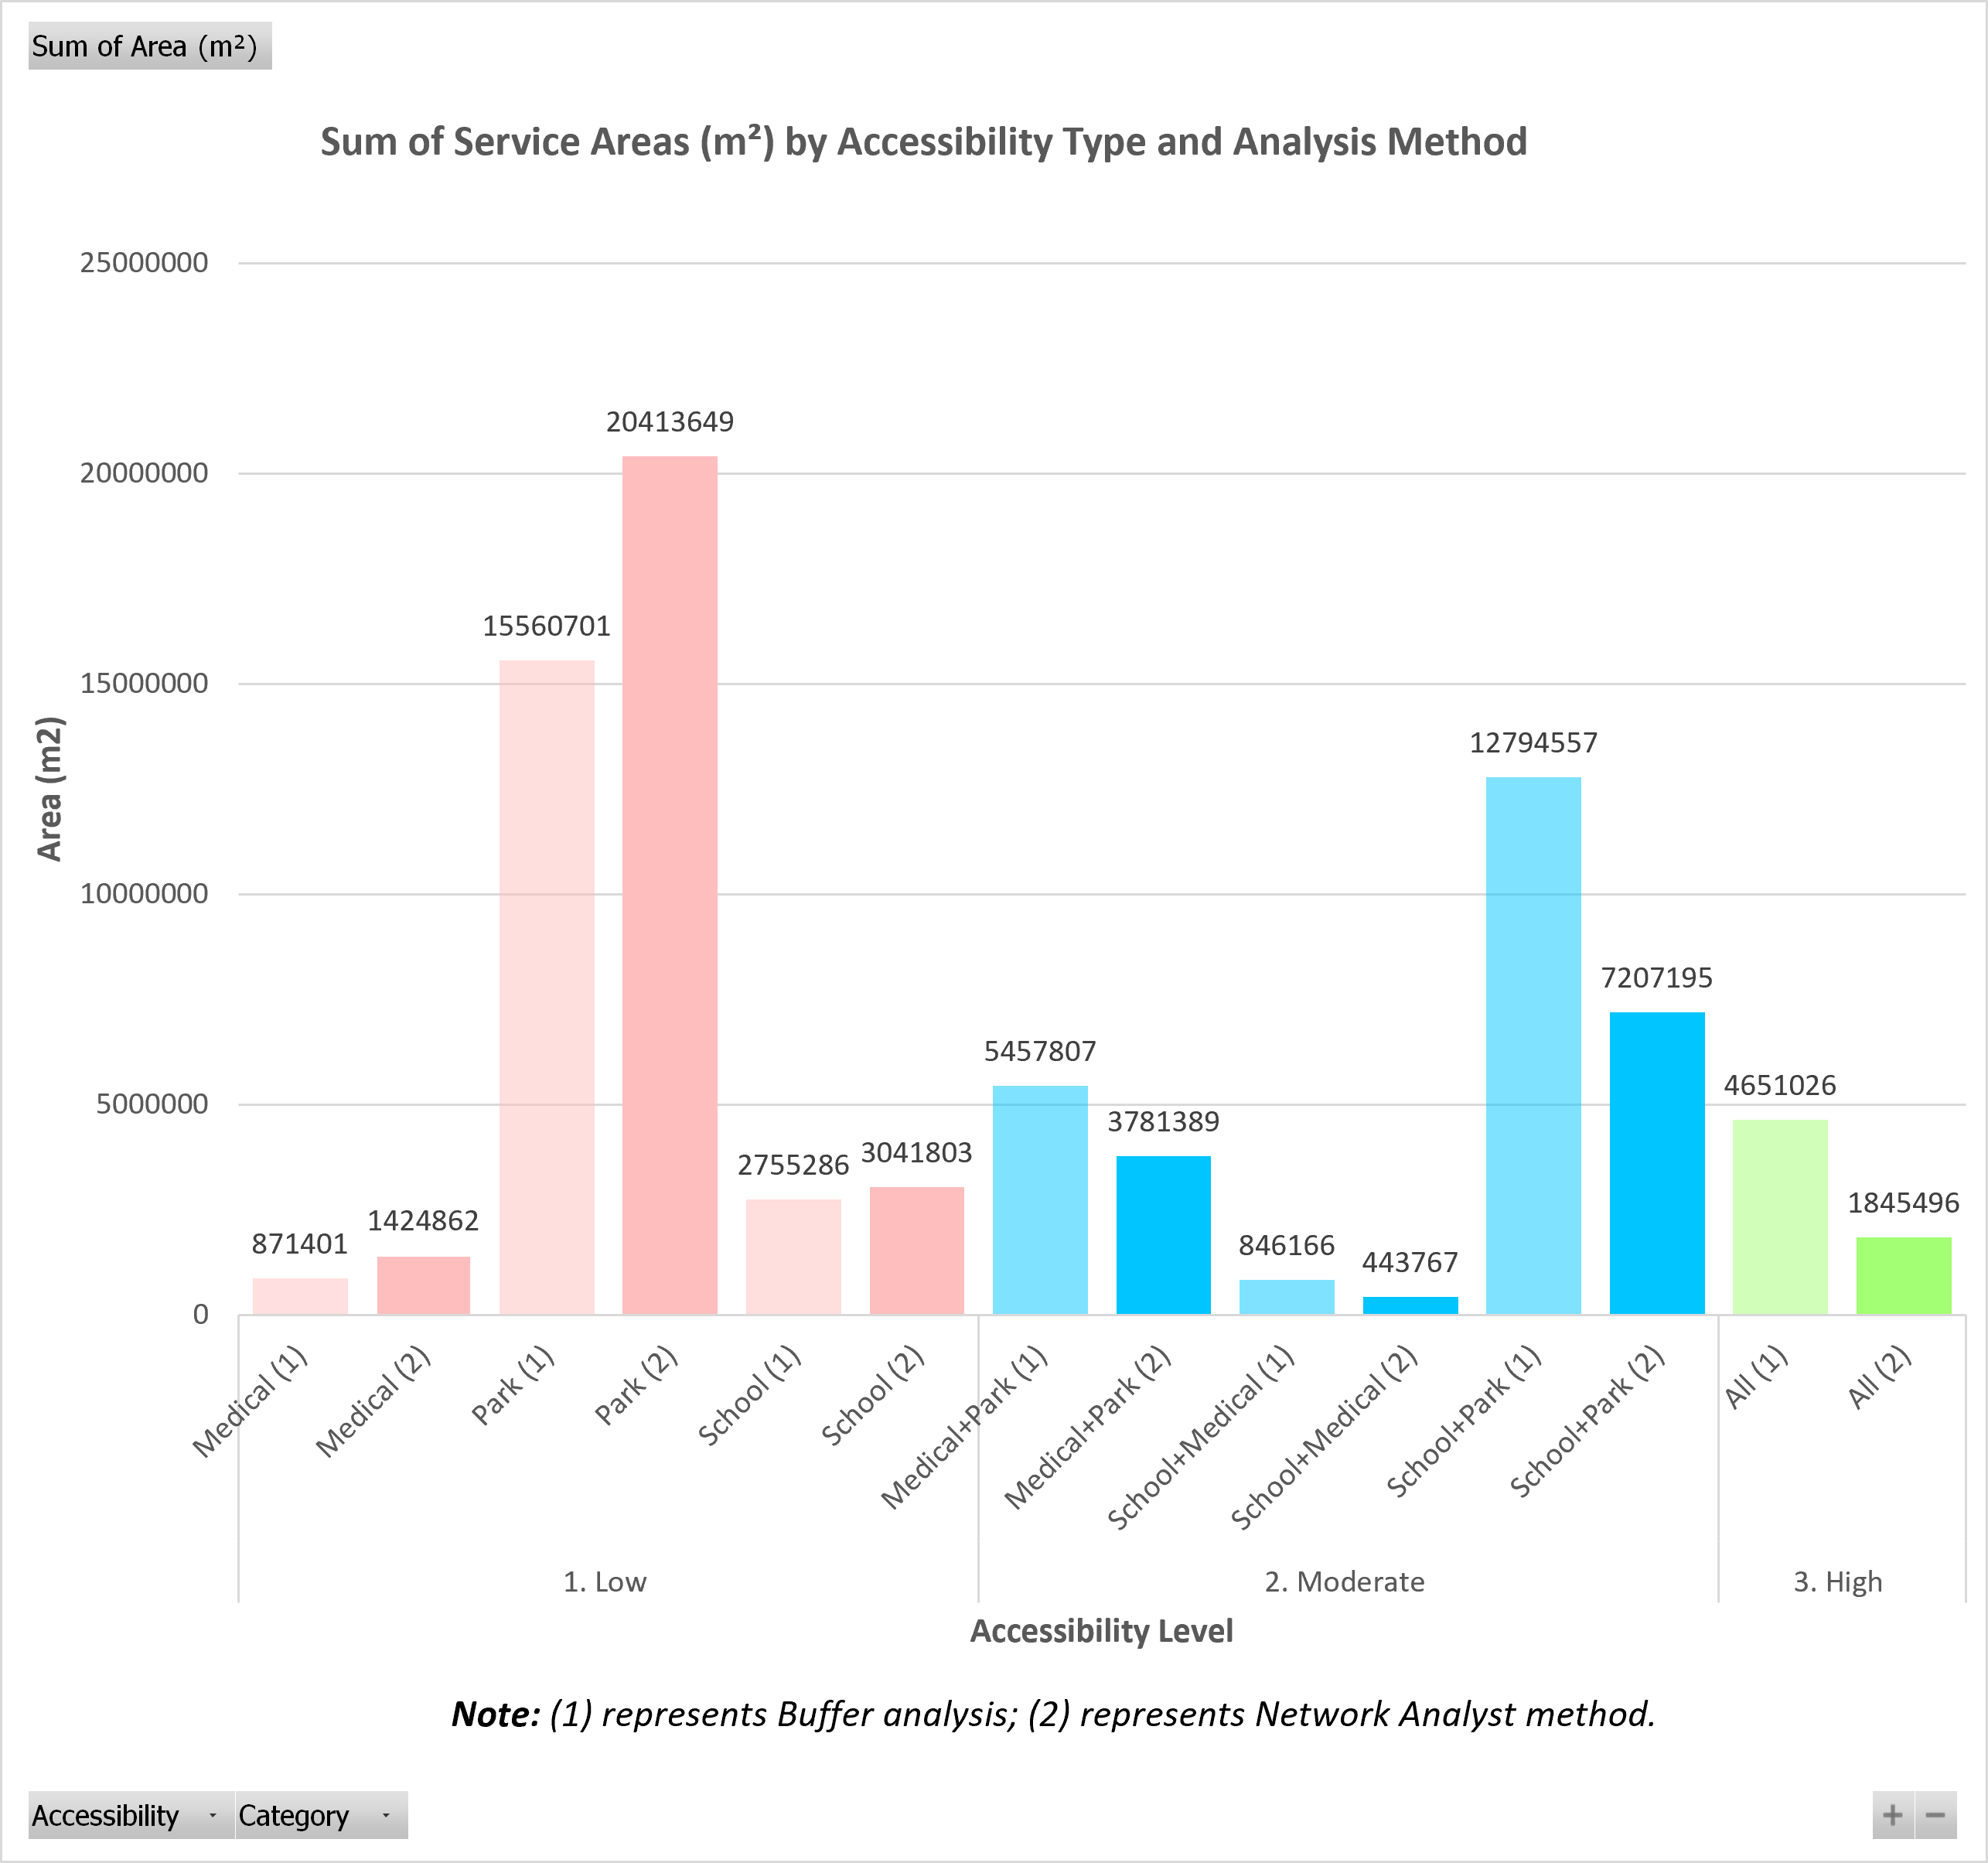 Sum of Area (m²)
Sum of Service Areas (m²) by Accessibility Type and Analysis Method
25000000
20000000
15000000
10000000
5000000
0
Area (m2)
871401
1424862
15560701
20413649
2755286
3041803
5457807
3781389
846166
443767
12794557
7207195
4651026
1845496
Medical (1)
Medical (2)
Park (1)
Park (2)
School (1)
School (2)
Medical+Park (1)
Medical+Park (2)
School+Medical (1)
School+Medical (2)
School+Park (1)
School+Park (2)
All (1)
All (2)
1. Low
2. Moderate
3. High
Accessibility Level
Note: (1) represents Buffer analysis; (2) represents Network Analyst method.
Accessibility
Category
+ −